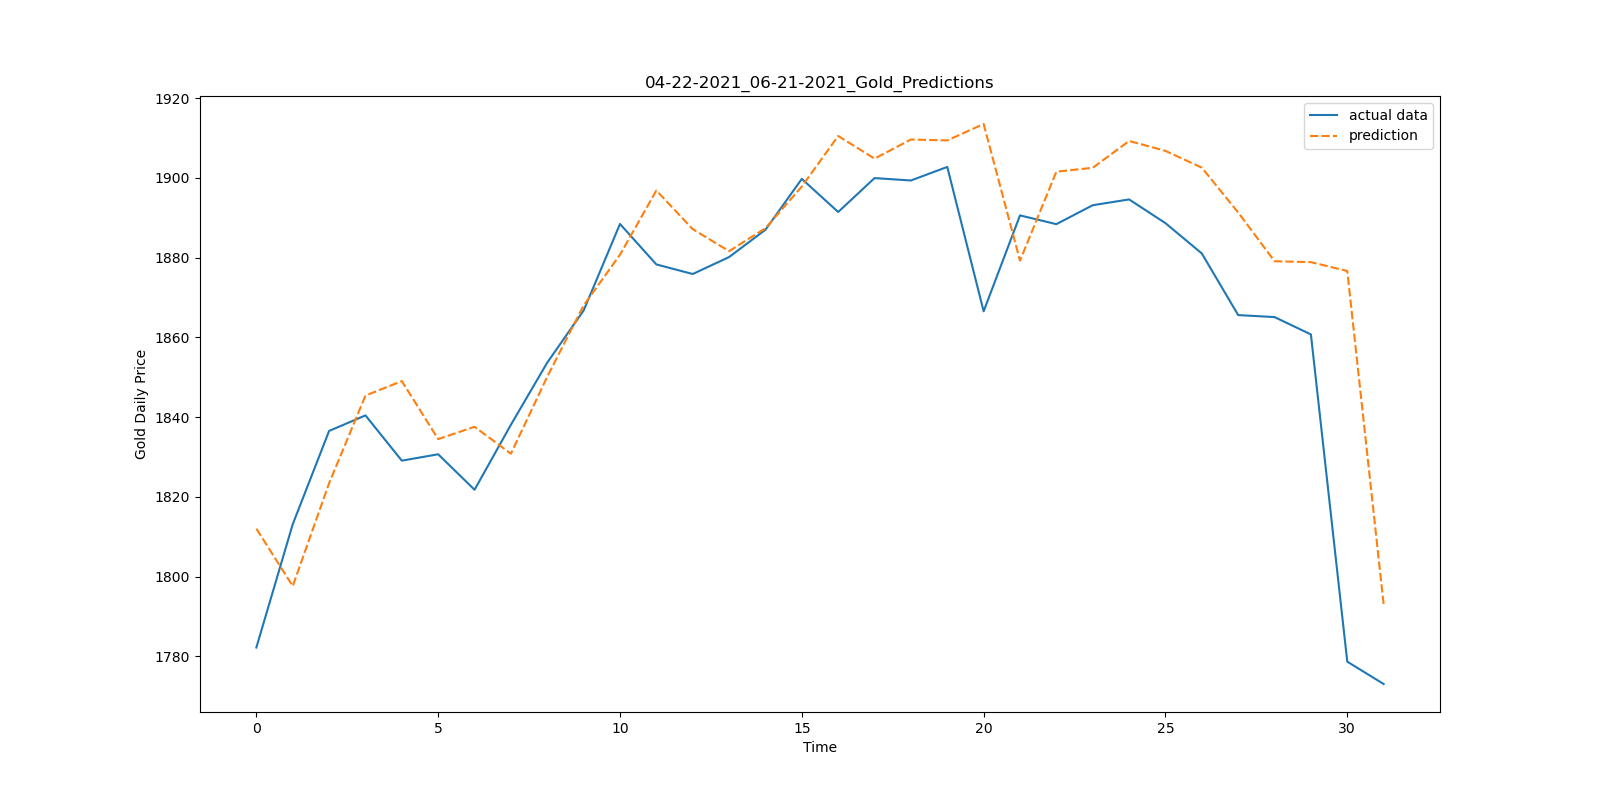 04-22-2021_06-21-2021_Gold_Predictions
actual data
prediction
1920
1900
1880
1860
1840
1820
1800
1780
Gold Daily Price
0 5 10 15 20 25 30
Time